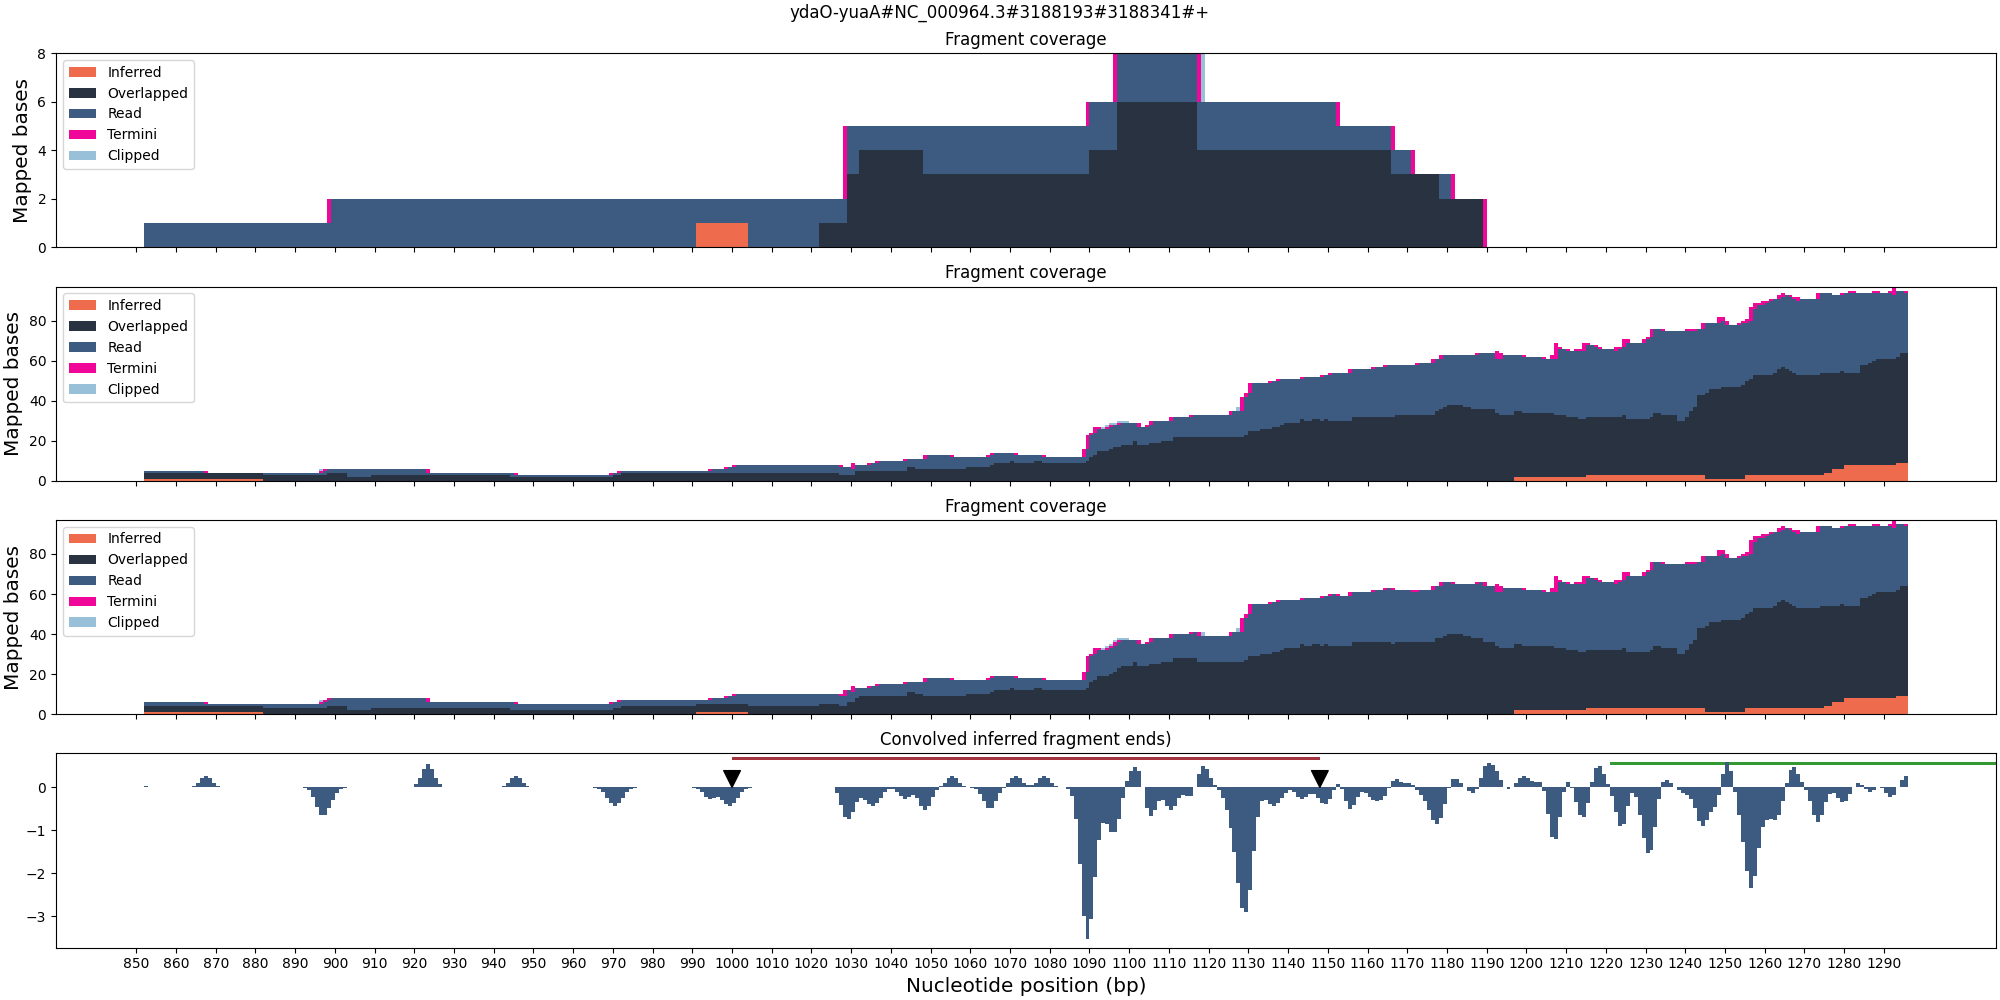 ydaO-yuaA#NC_000964.3#3188193#3188341#+
Fragment coverage
Mapped bases
8
6
4
2
0
Inferred
Overlapped
Read
Termini
Clipped
Fragment coverage
Mapped bases
80
60
40
20
0
Inferred
Overlapped
Read
Termini
Clipped
Fragment coverage
Mapped bases
80
60
40
20
0
Inferred
Overlapped
Read
Termini
Clipped
Convolved inferred fragment ends)
0
−1
−2
−3
850 860 870 880 890 900 910 920 930 940 950 960 970 980 990 1000 1010 1020 1030 1040 1050 1060 1070 1080 1090 1100 1110 1120 1130 1140 1150 1160 1170 1180 1190 1200 1210 1220 1230 1240 1250 1260 1270 1280 1290
Nucleotide position (bp)